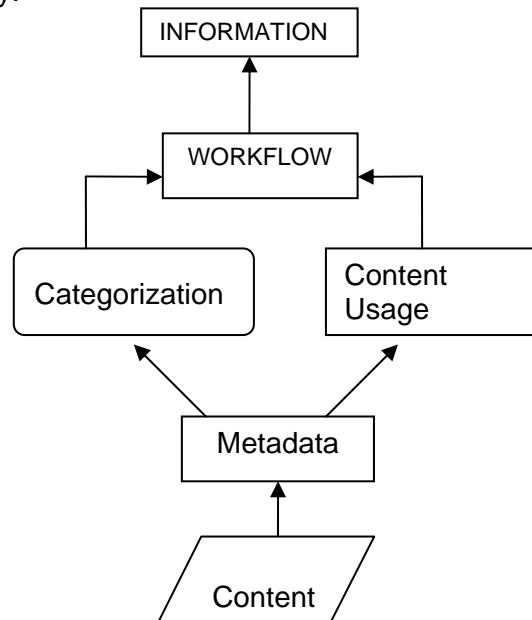 y.
INFORMATION
WORKFLOW
Categorization
Content
Usage
Metadata
Content